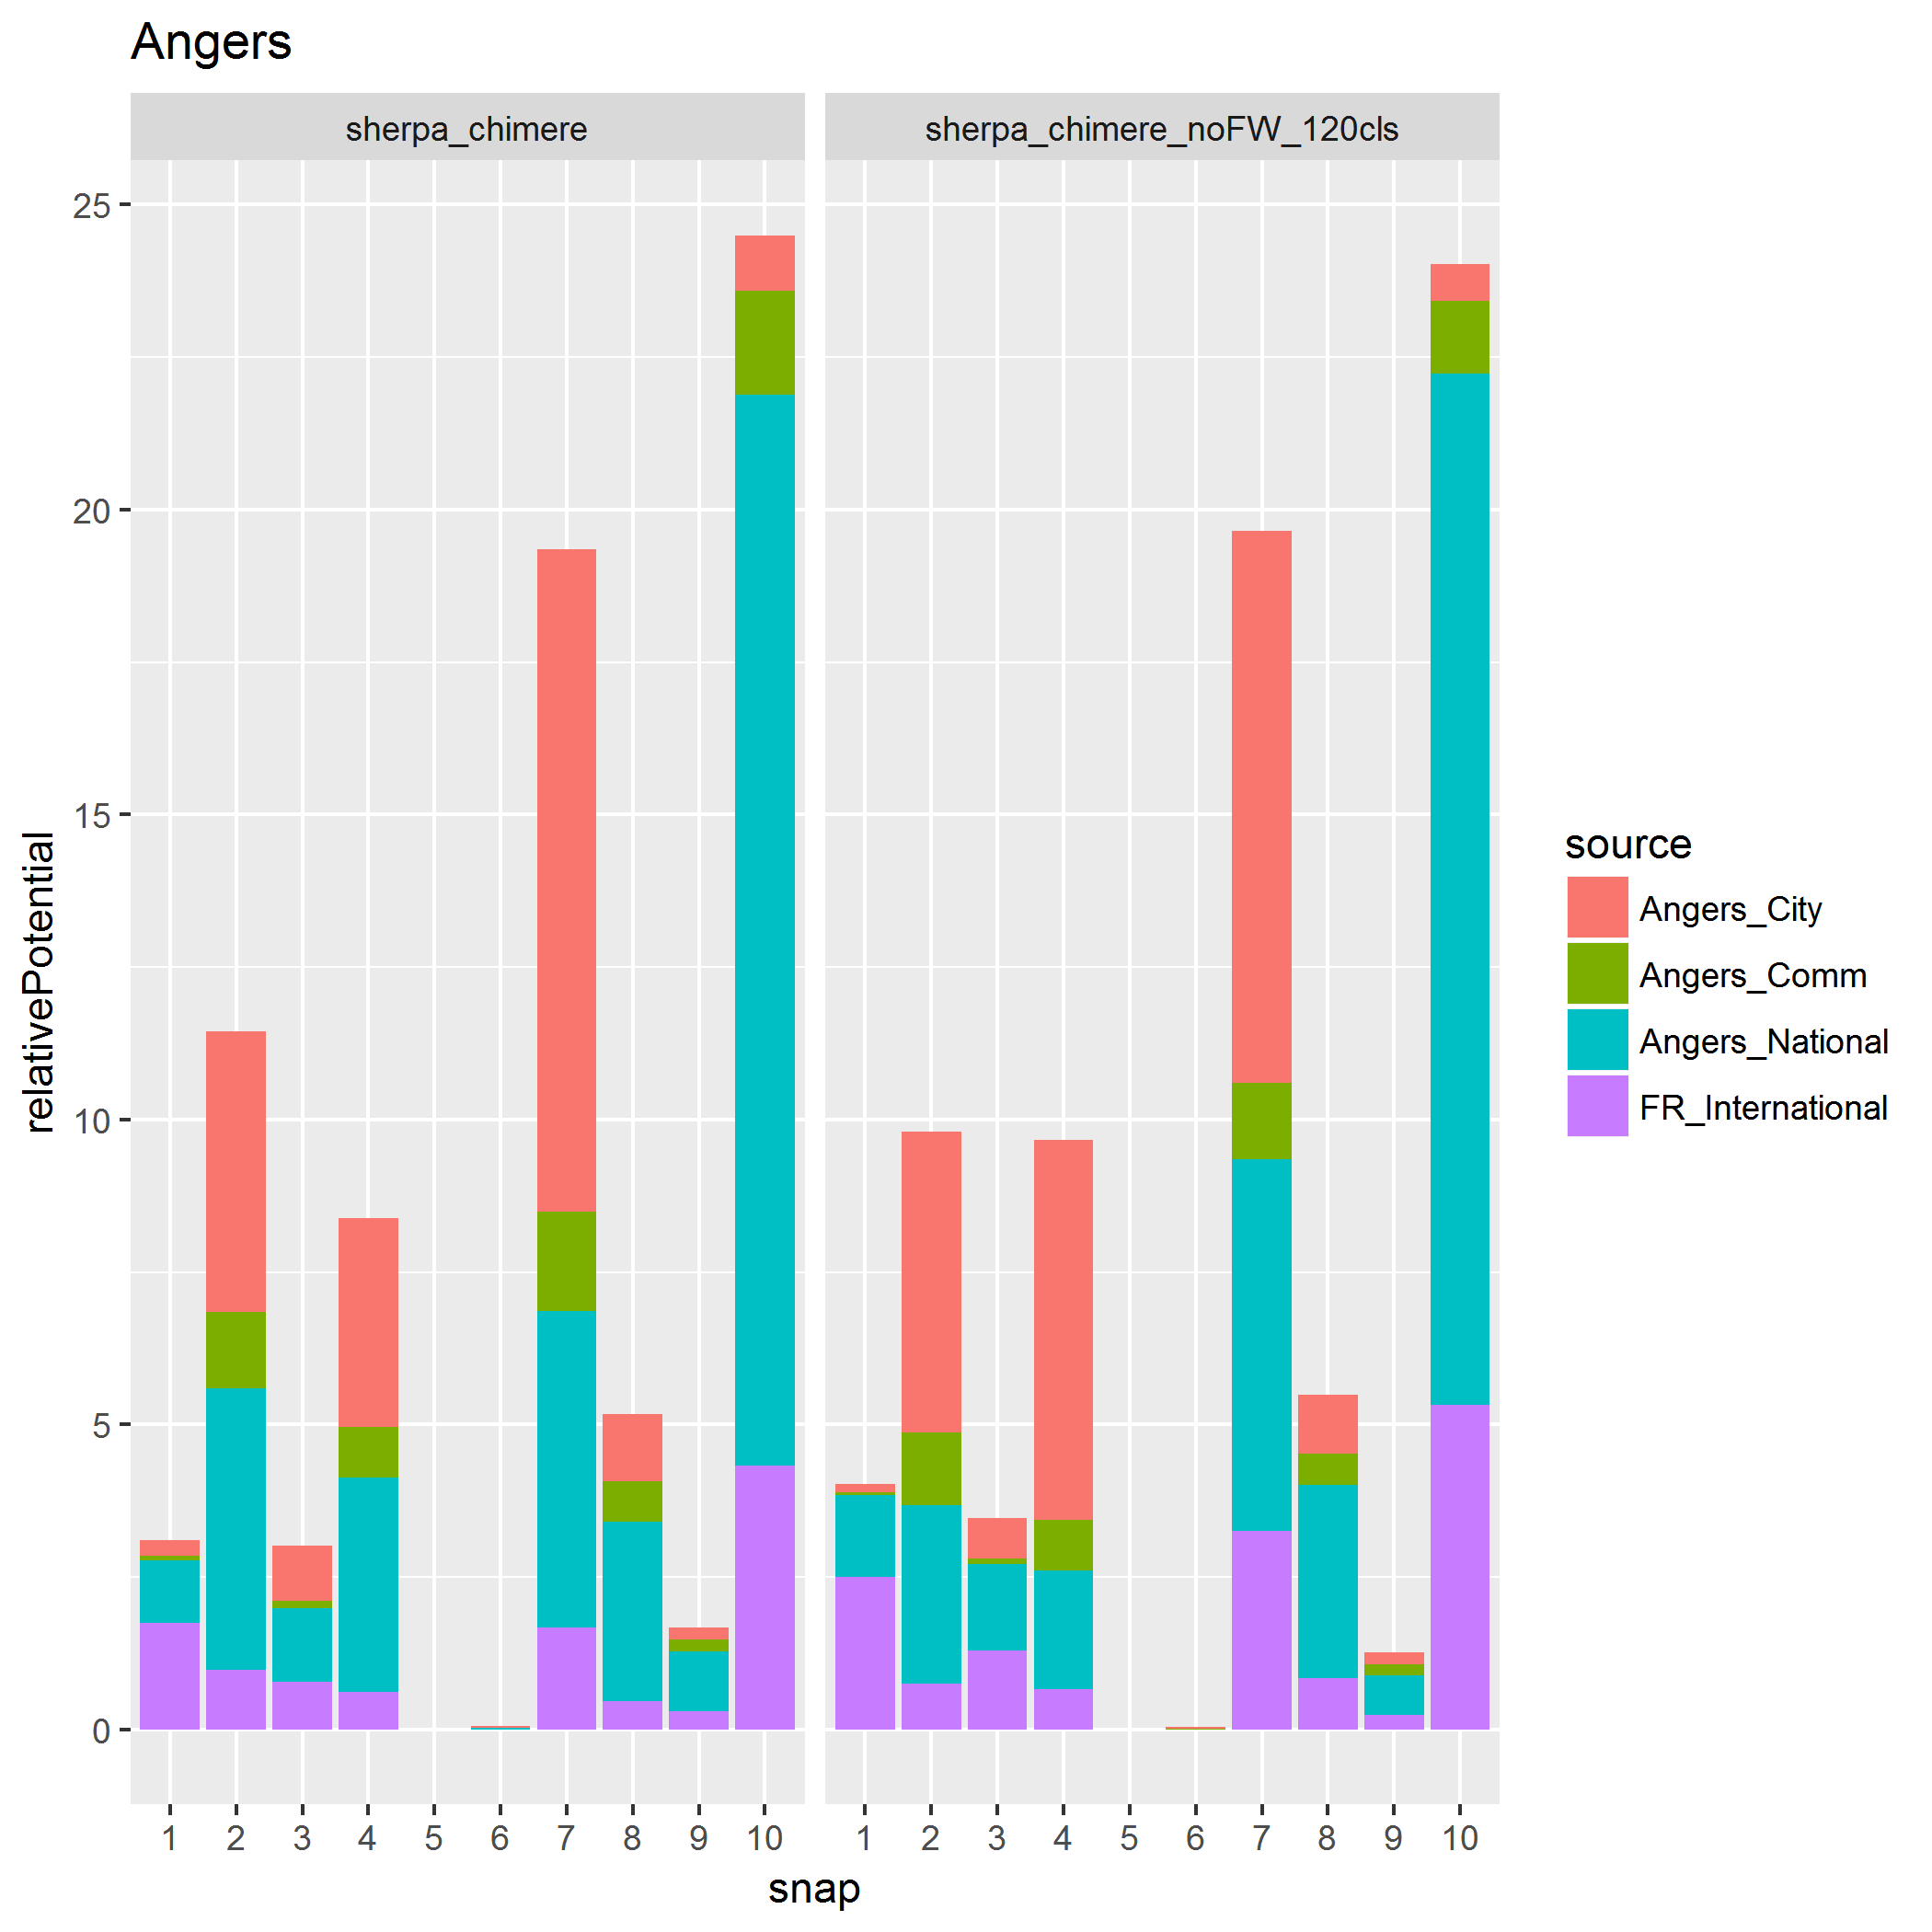 Angers
sherpa_chimere
sherpa_chimere_noFW_120cls
25
20
15
10
5
0
relativePotential
1 2 3 4 5 6 7 8 9 10
1 2 3 4 5 6 7 8 9 10
snap
source
Angers_City
Angers_Comm
Angers_National
FR_International